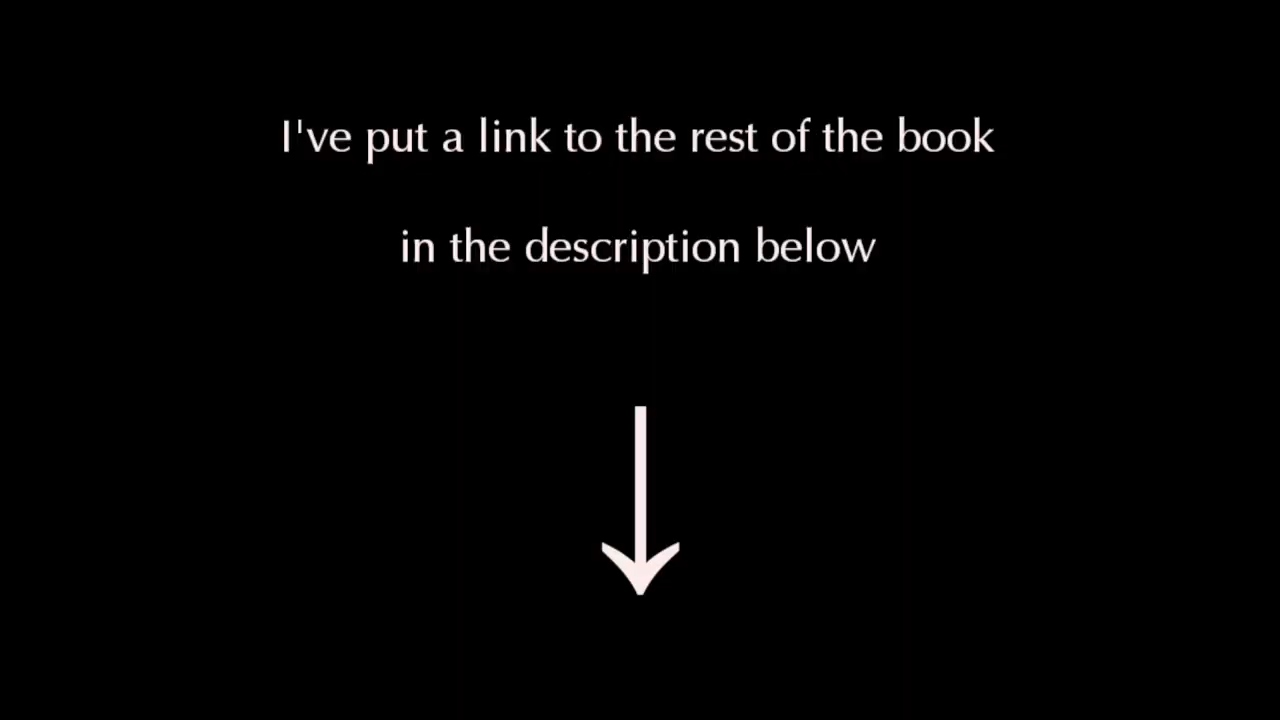 I've put a link to the rest of the book
in the description below